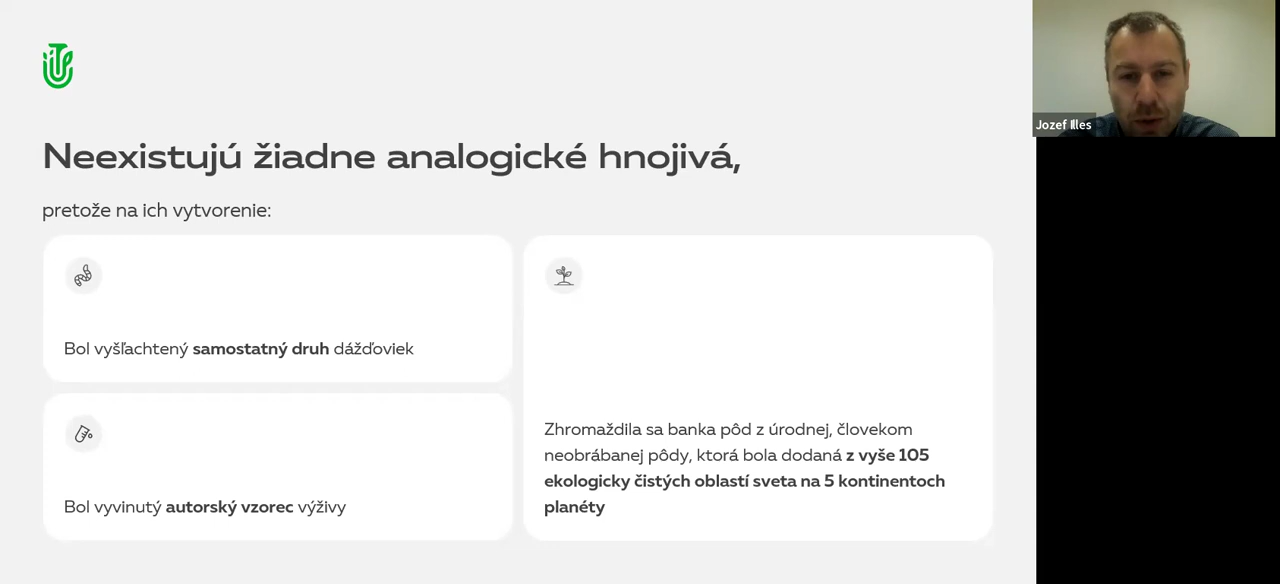 Neexistujú žiadne analogické hnojivá,
pretože na ich vytvorenie:
Bol vyšľachtený samostatný druh dážďoviek
Bol vyvinutý autorský vzorec výživy
Zhromaždila sa banka pôd z úrodnej, človekom
neobrábanej pôdy, ktorá bola dodaná z vyše 105
ekologicky čistých oblastí sveta na 5 kontinentoch
planéty
Jozef Illes